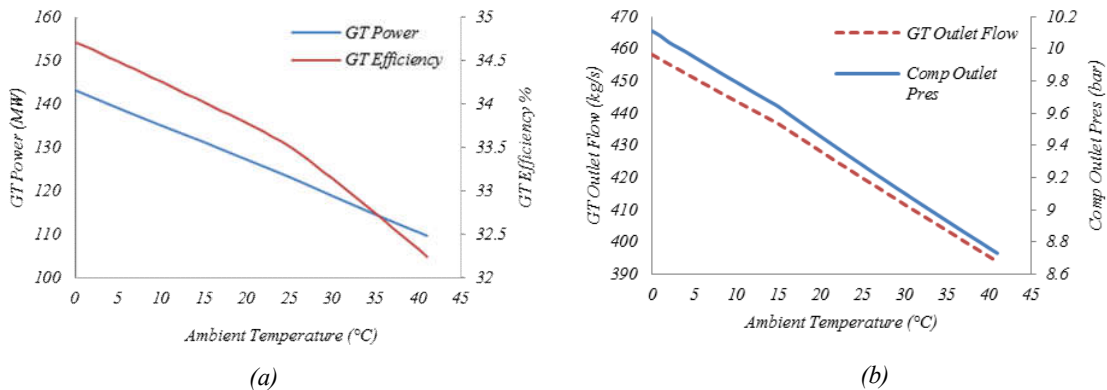 160
150
140
130
120
110
100
GT Power (MW)
35
34.5
34
33.5
33
32.5
32
GT Efficiency %
GT Power
GT Efficiency
0 5 10 15 20 25 30 35 40 45
Ambient Temperature (°C)
(a)
470
460
450
440
430
420
410
400
390
GT Outlet Flow (kg/s)
10.2
10
9.8
9.6
9.4
9.2
9
8.8
8.6
Comp Outlet Pres (bar)
GT Outlet Flow
Comp Outlet
Pres
0 5 10 15 20 25 30 35 40 45
Ambient Temperature (°C)
(b)